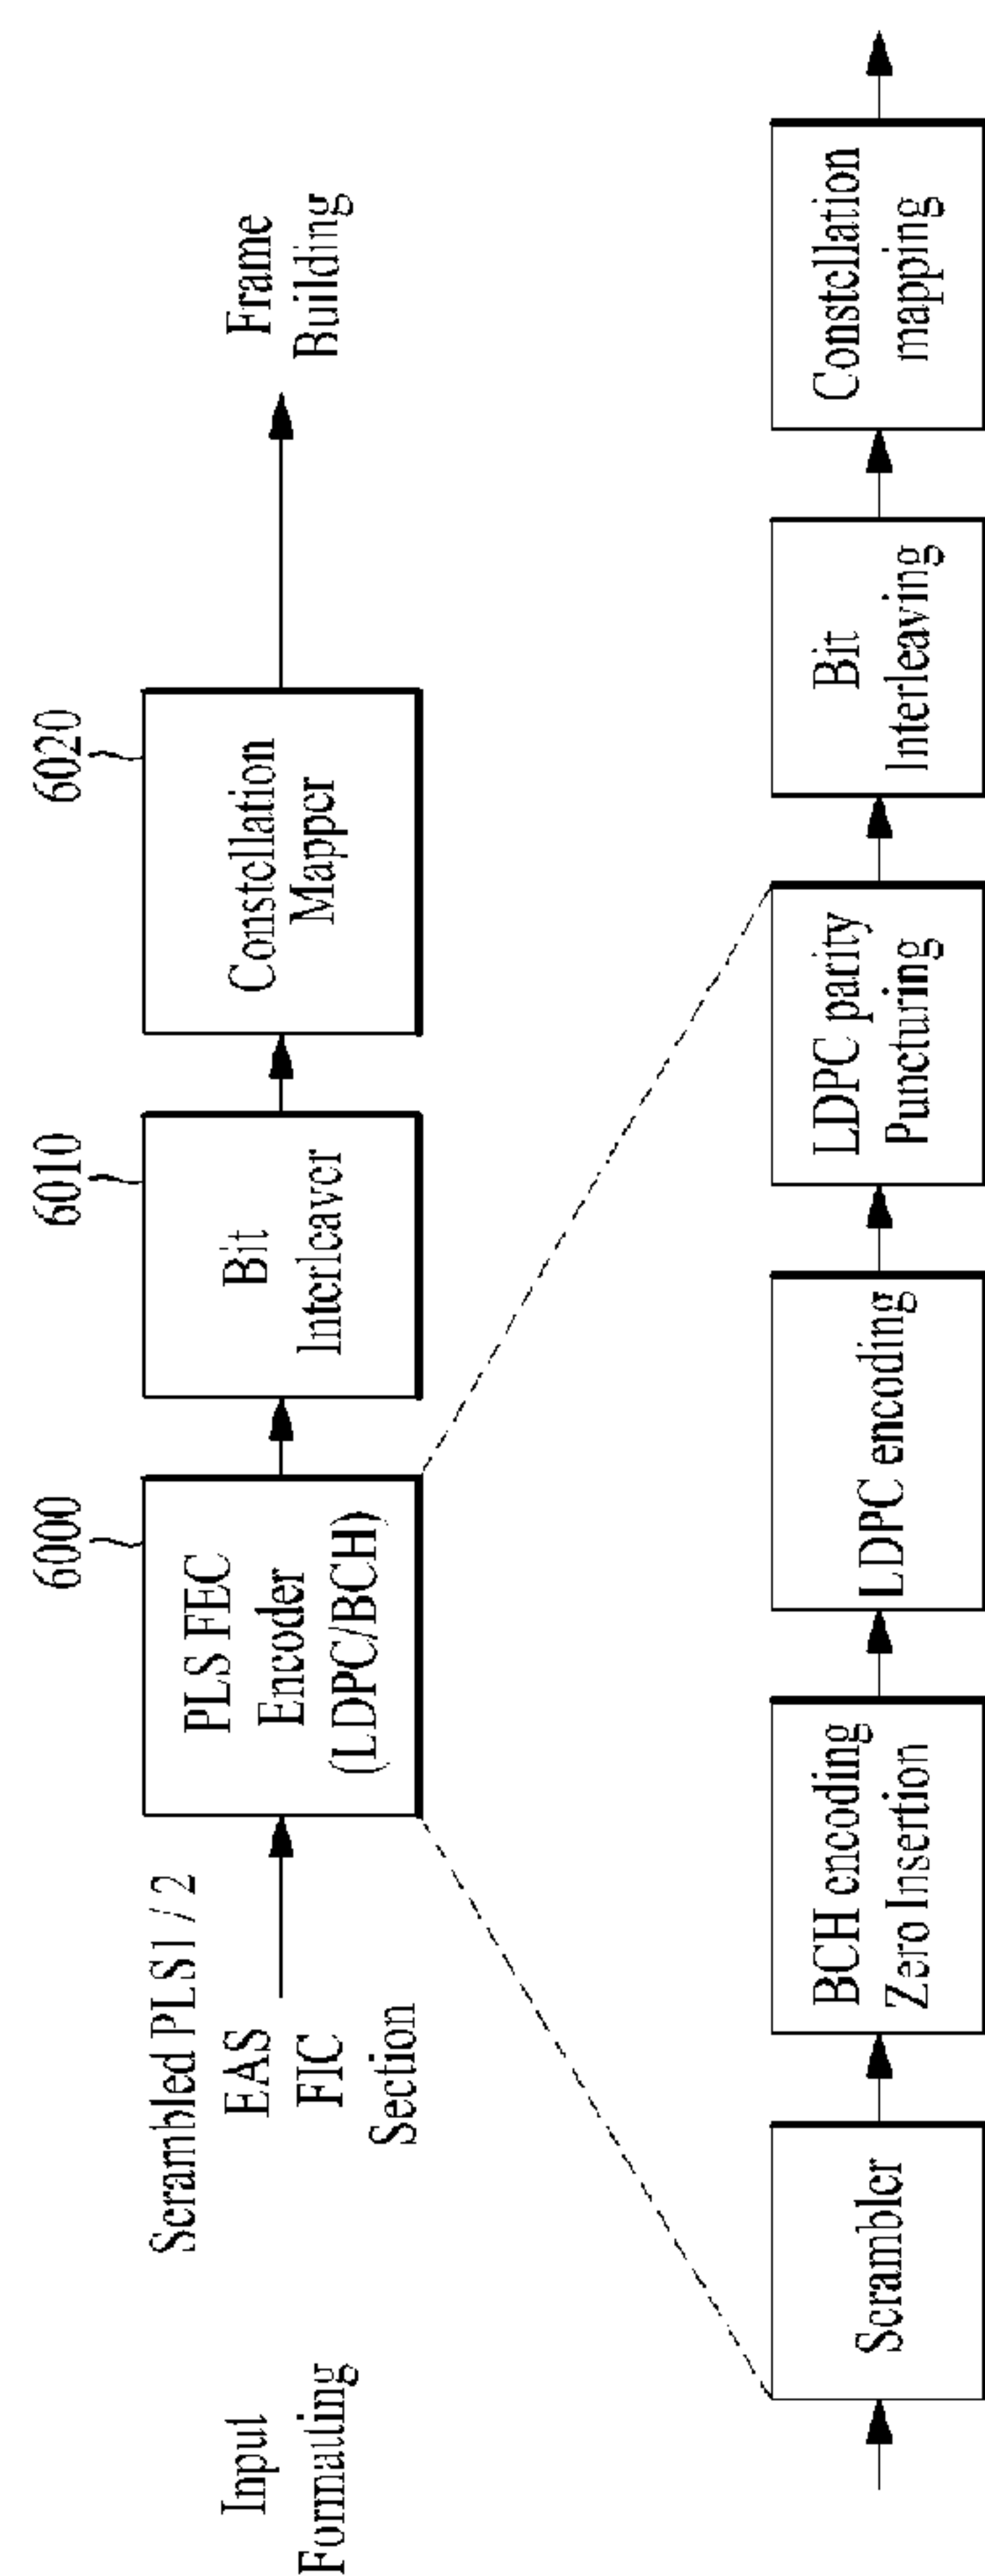 Input
Formating
Scrambled PLS1 / 2
EAS
FIC
Section
6000
PLS FEC
Encoder
(LDPC/BCH)
6010
Bit
Interleaver
6020
Constellation
Mapper
Frame
Building
Scrambler
BCH encoding
Zero Insertion
LDPC encoding
LDPC parity
Puncturing
Bit
Interleaving
Constellation
mapping